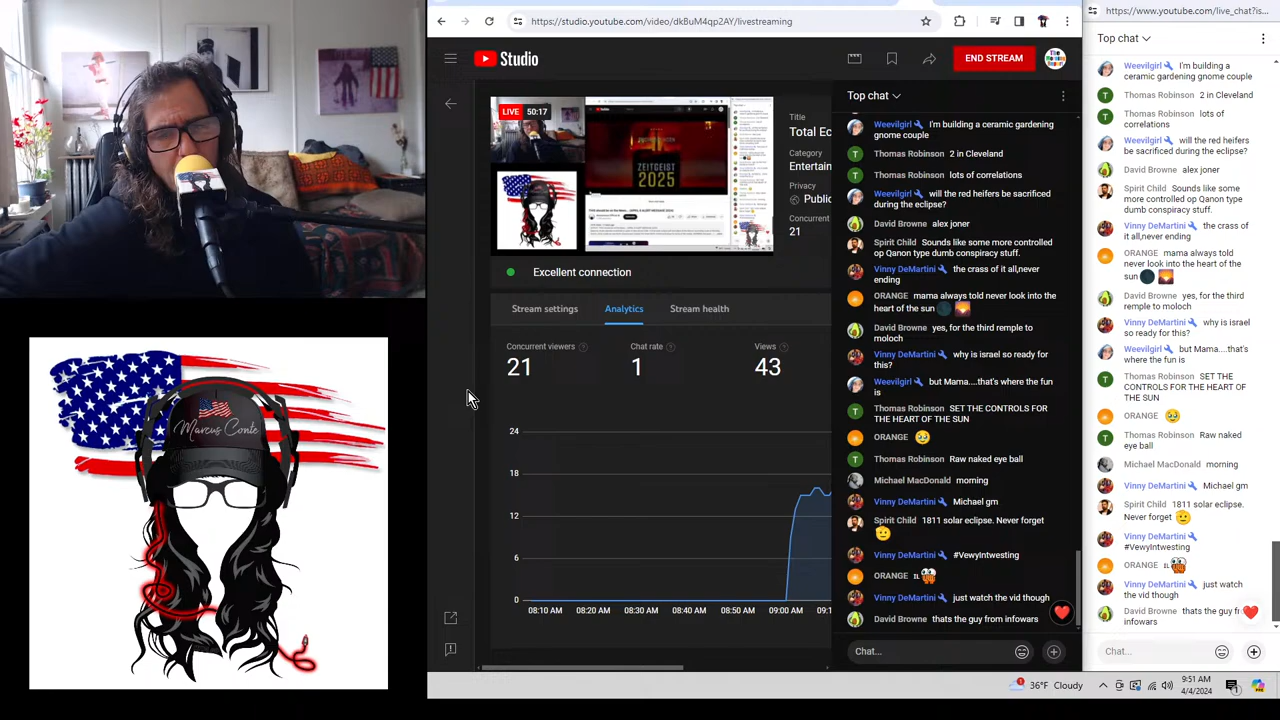 https://studio.youtube.com/video/dkBuM4qp2AY/livestreaming
https://www.youtube.com/live_chat?is...
Studio
END STREAM
LIVE
50:17
ZEITGEIST
2025
Title
Total Es
Category
Entertain
Privacy
Public
Concurrent
21
Excellent connection
Stream settings
Analytics
Stream health
Concurrent viewers
21
Chat rate
1
Views
43
24
18
12
6
0
08:10 AM
08:20 AM
08:30 AM
08:40 AM
08:50 AM
09:00 AM
09:1
Marcus Conte
Top chat
Weevilgirl I'm building a ceramic gardening
gnome couple
Thomas Robinson 2 in Cleveland
Thomas Robinson lots of correlations
Weevilgirl will the red heifers be sacrificed
during the eclipse?
David Browne alex joner
Spirit Child Sounds like some more controlled
op Qanon type dumb conspiracy stuff.
Vinny DeMartini the crass of it all,never
ending
ORANGE mama always told never look into the
heart of the sun
David Browne yes, for the third remple to
moloch
Vinny DeMartini why is israel so ready for
this?
Weevilgirl but Mama....that's where the fun
is
Thomas Robinson SET THE CONTROLS FOR
THE HEART OF THE SUN
ORANGE
Thomas Robinson Raw naked eye ball
Michael MacDonald morning
Vinny DeMartini Michael gm
Spirit Child 1811 solar eclipse. Never forget
Vinny DeMartini #VewyIntwesting
ORANGE
Vinny DeMartini just watch the vid though
David Browne thats the guy from infowars
Chat...
Top chat
Weevilgirl I'm building a
ceramic gardening gnome couple
Thomas Robinson 2 in Cleveland
Thomas Robinson lots of
correlations
Weevilgirl will the red heifers
be sacrificed during the eclipse?
David Browne alex joner
Spirit Child Sounds like some
more controlled op Qanon type
dumb conspiracy stuff.
Vinny DeMartini the crass of
it all,never ending
ORANGE mama always told
never look into the heart of the
sun
David Browne yes, for the third
remple to moloch
Vinny DeMartini why is israel
so ready for this?
Weevilgirl but Mama....that's
where the fun is
Thomas Robinson SET THE
CONTROLS FOR THE HEART OF
THE SUN
ORANGE
Thomas Robinson Raw naked
eye ball
Michael MacDonald morning
Vinny DeMartini Michael gm
Spirit Child 1811 solar eclipse.
Never forget
Vinny DeMartini
#VewyIntwesting
ORANGE
Vinny DeMartini just watch
the vid though
David Browne thats the guy fr
infowars
Chat...
36°F Cloudy
9:51 AM
4/4/2024